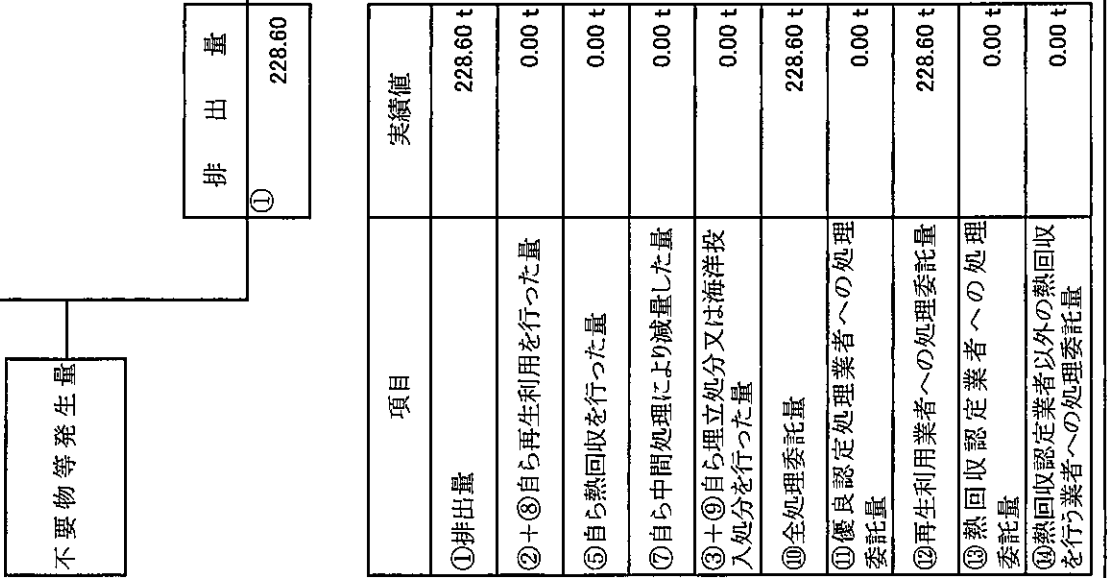 不要物等発生量
排出量
①
228.60
項目
実績値
①排出量
228.60 t
②+⑧自ら再生利用を行った量
0.00 t
⑤自ら熱回収を行った量
0.00 t
⑦自ら中間処理により減量した量
0.00 t
③+⑨自ら埋立処分又は海洋投
入処分を行った量
0.00 t
⑩全処理委託量
228.60 t
⑪優良認定処理業者への処理
委託量
0.00 t
⑫再生利用業者への処理委託量
228.60 t
⑬熱回収認定業者への処理
委託量
0.00 t
⑭熱回収認定業者以外の熱回収
を行う業者への処理委託量
0.00 t